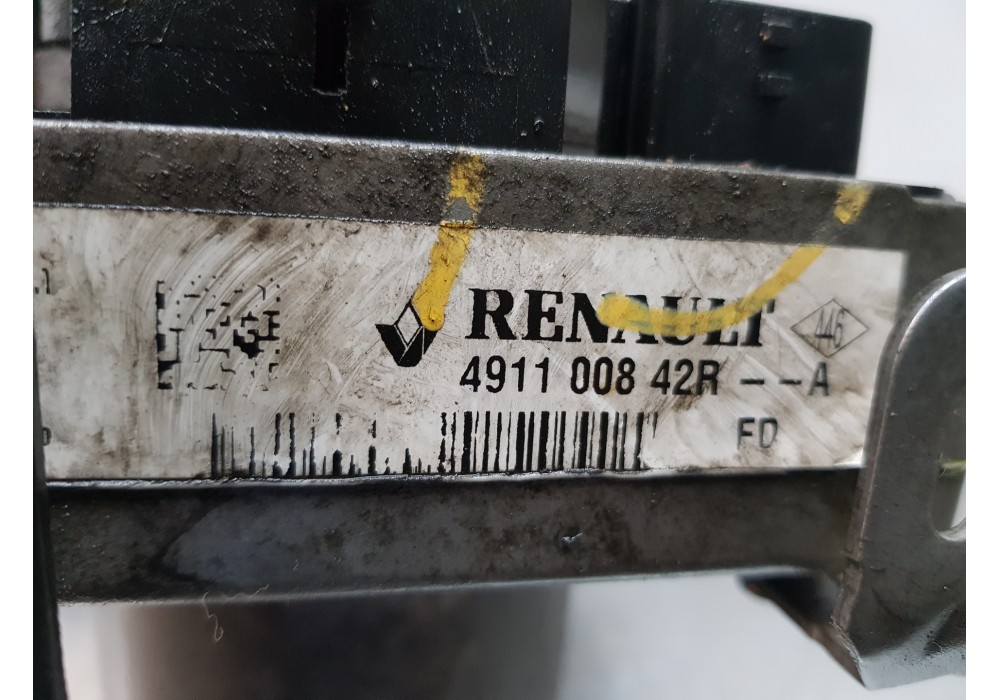 RENAULT 446
4911 008 42R -- A
FD